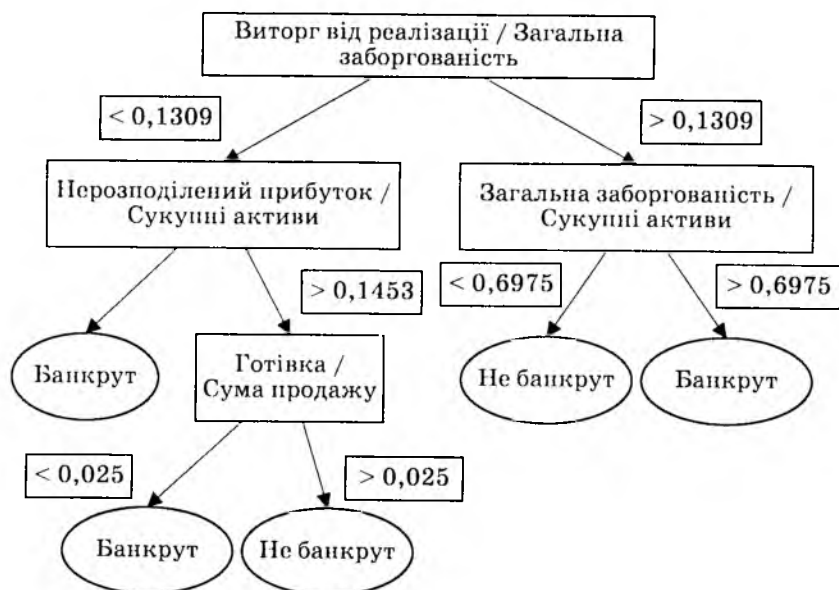 Виторг від реалізації / Загальна
заборгованість
< 0,1309
> 0,1309
Нерозподілений прибуток /
Сукупні активи
Загальна заборгованість /
Сукупні активи
> 0,1453
< 0,6975
> 0,6975
Банкрут
Готівка /
Сума продажу
Не банкрут
Банкрут
< 0,025
> 0,025
Банкрут
Не банкрут